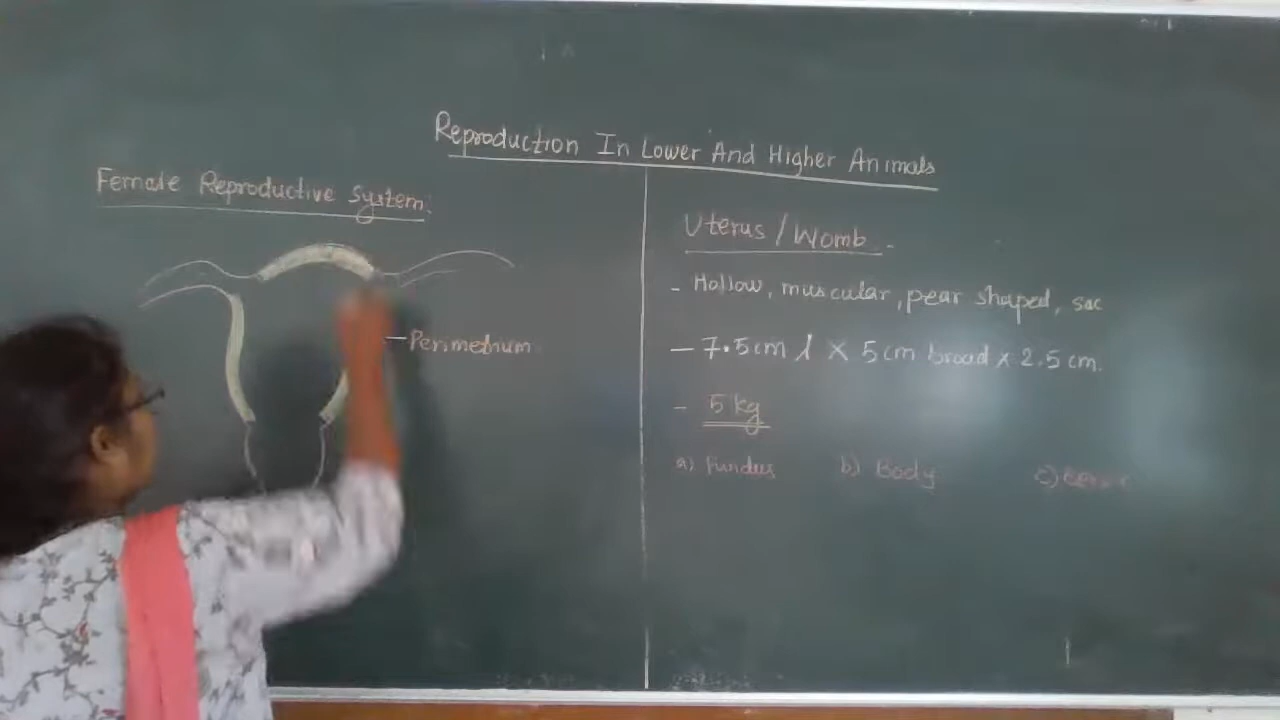 Reproduction In Lower And Higher Animals
Female Reproductive System:
Perimetrium
Uterus / Womb
- Hollow, muscular, pear shaped, sac
- 7.5cm l × 5cm broad × 2.5 cm.
- 5 kg
a) Fundus b) Body c)